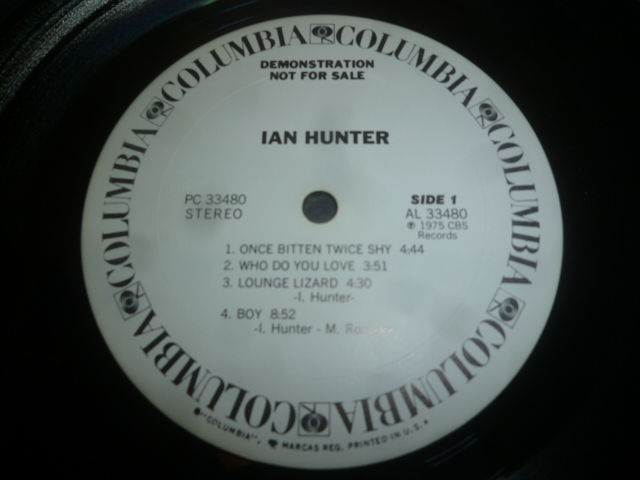 COLUMBIA COLUMBIA COLUMBIA COLUMBIA COLUMBIA COLUMBIA COLUMBIA COLUMBIA
DEMONSTRATION
NOT FOR SALE
IAN HUNTER
PC 33480
STEREO
SIDE 1
AL 33480
℗ 1975 CBS
Records
1. ONCE BITTEN TWICE SHY 4:44
2. WHO DO YOU LOVE 3:51
3. LOUNGE LIZARD 4:30
-I. Hunter-
4. BOY 8:52
-I. Hunter - M.
® "COLUMBIA", MARCAS REG. PRINTED IN U.S.A.